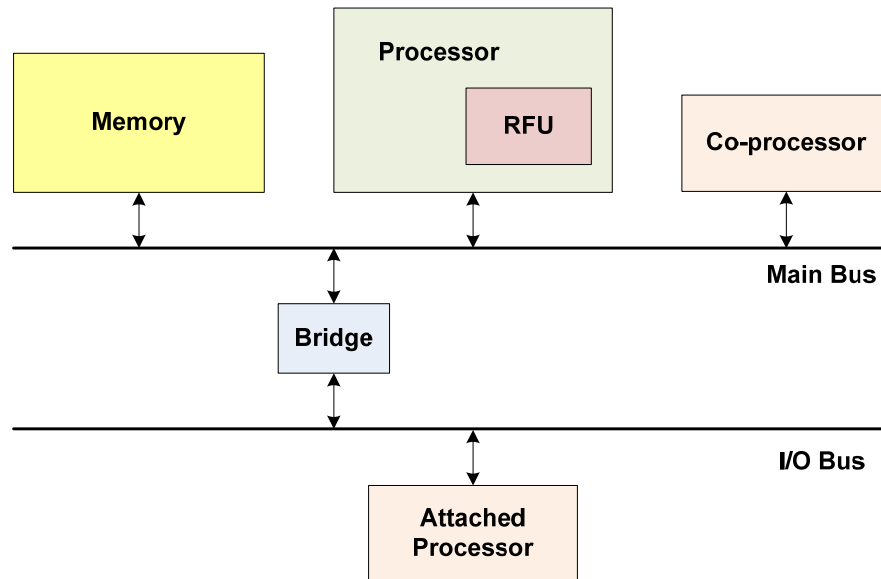 Processor
Memory
RFU
Co-processor
Main Bus
Bridge
I/O Bus
Attached
Processor